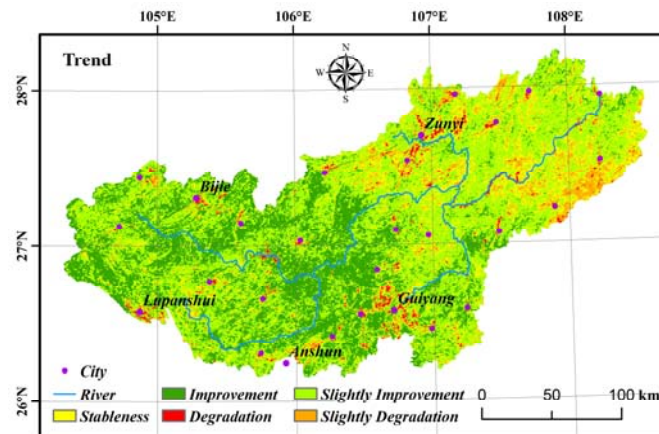 105°E 106°E 107°E 108°E
Trend
N
W E
S
28°N
27°N
26°N
Zunyi
Bijie
Lupanshui
Guiyang
Anshun
City
River Improvement Slightly Improvement
Stableness Degradation Slightly Degradation
0 50 100 km